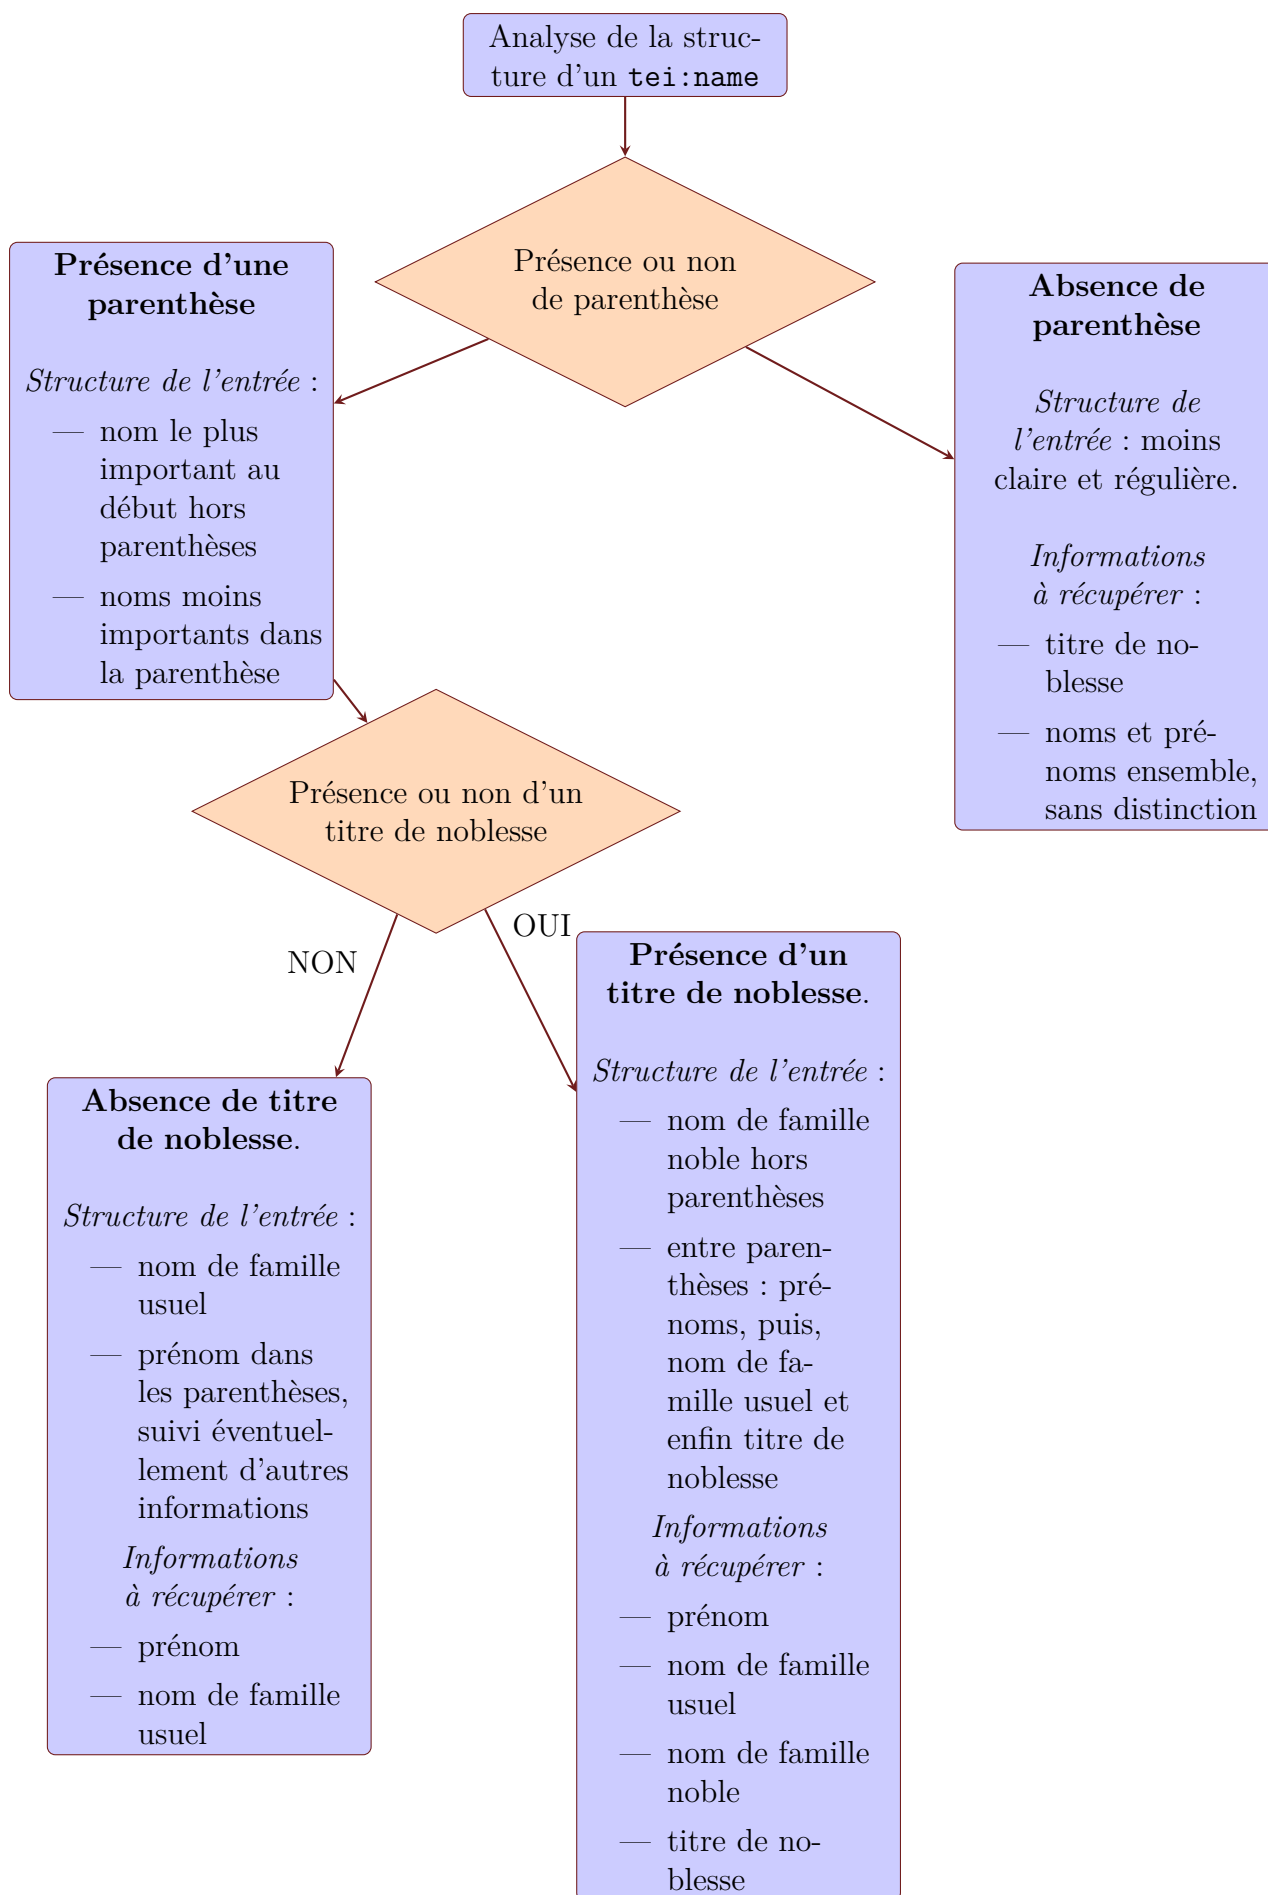 Analyse de la struc-
ture d'un tei:name
Présence ou non
de parenthèse
Présence d'une
parenthèse
Structure de l'entrée :
— nom le plus
important au
début hors
parenthèses
— noms moins
importants dans
la parenthèse
Absence de
parenthèse
Structure de
l'entrée : moins
claire et régulière.
Informations
à récupérer :
— titre de no-
blesse
— noms et pré-
noms ensemble,
sans distinction
Présence ou non d'un
titre de noblesse
NON
OUI
Absence de titre
de noblesse.
Structure de l'entrée :
— nom de famille
usuel
— prénom dans
les parenthèses,
suivi éventuel-
lement d'autres
informations
Informations
à récupérer :
— prénom
— nom de famille
usuel
Présence d'un
titre de noblesse.
Structure de l'entrée :
— nom de famille
noble hors
parenthèses
— entre paren-
thèses : pré-
noms, puis,
nom de fa-
mille usuel et
enfin titre de
noblesse
Informations
à récupérer :
— prénom
— nom de famille
usuel
— nom de famille
noble
— titre de no-
blesse